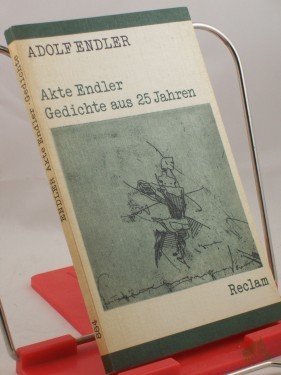 ADOLF ENDLER
Akte Endler
Gedichte aus 25 Jahren
Reclam
ENDLER Akte Endler. Gedichte